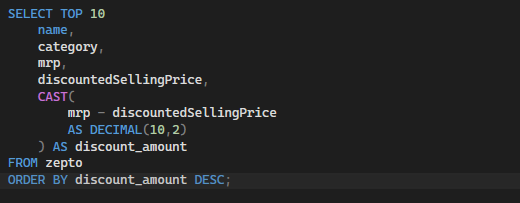 SELECT TOP 10
    name,
    category,
    mrp,
    discountedSellingPrice,
    CAST(
        mrp - discountedSellingPrice
        AS DECIMAL(10,2)
    ) AS discount_amount
FROM zepto
ORDER BY discount_amount DESC;